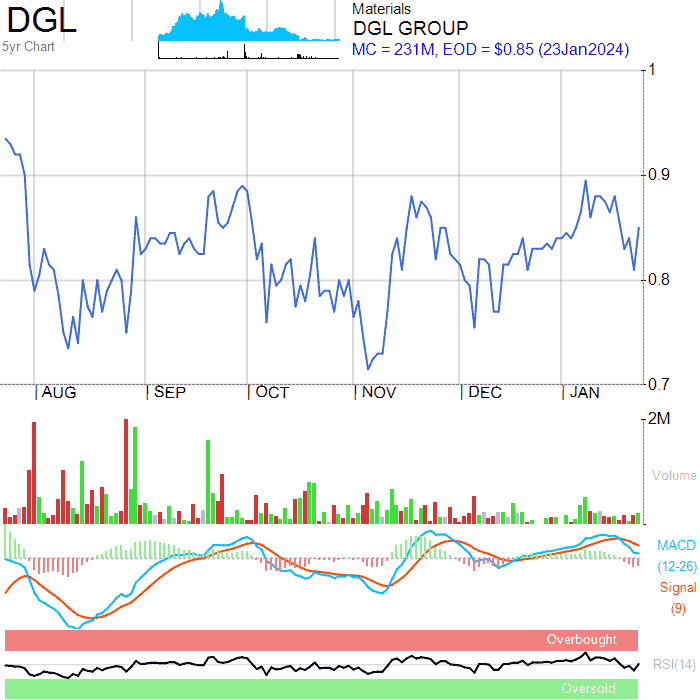 DGL
5yr Chart
Materials
DGL GROUP
MC = 231M, EOD = $0.85 (23Jan2024)
1
0.9
0.8
0.7
AUG SEP OCT NOV DEC JAN
2M
Volume
MACD
(12-26)
Signal
(9)
Overbought
RSI(14)
Oversold